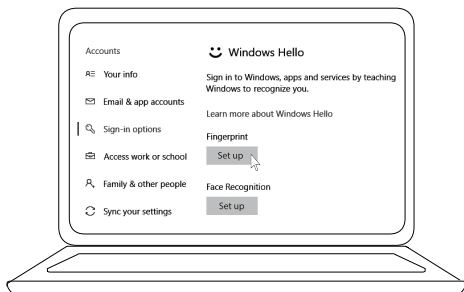 Accounts
Your info
Email & app accounts
Sign-in options
Access work or school
Family & other people
Sync your settings
Windows Hello
Sign in to Windows, apps and services by teaching
Windows to recognize you.
Learn more about Windows Hello
Fingerprint
Set up
Face Recognition
Set up